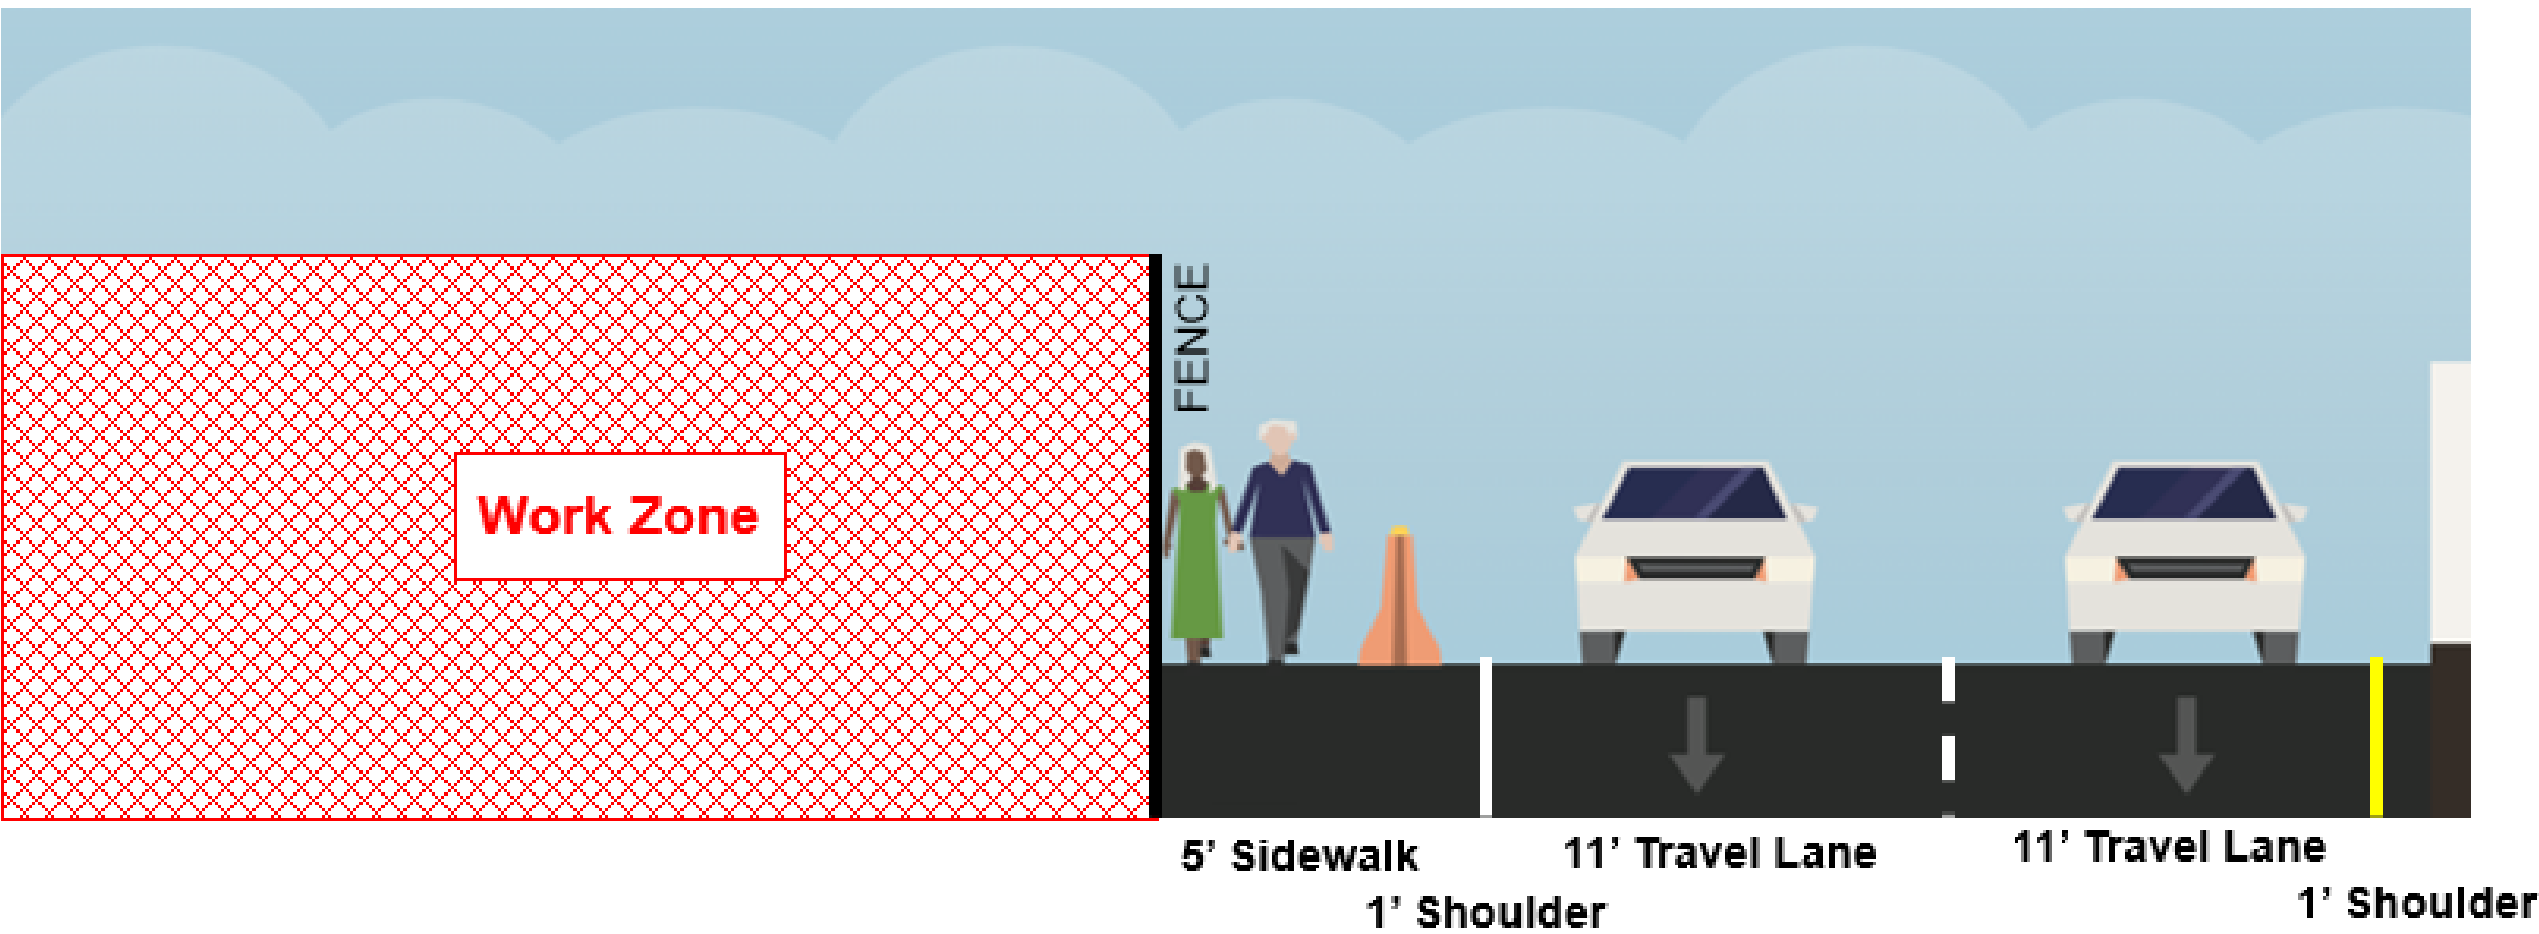 FENCE
Work Zone
5’ Sidewalk
11’ Travel Lane
11’ Travel Lane
1’ Shoulder
1’ Shoulder